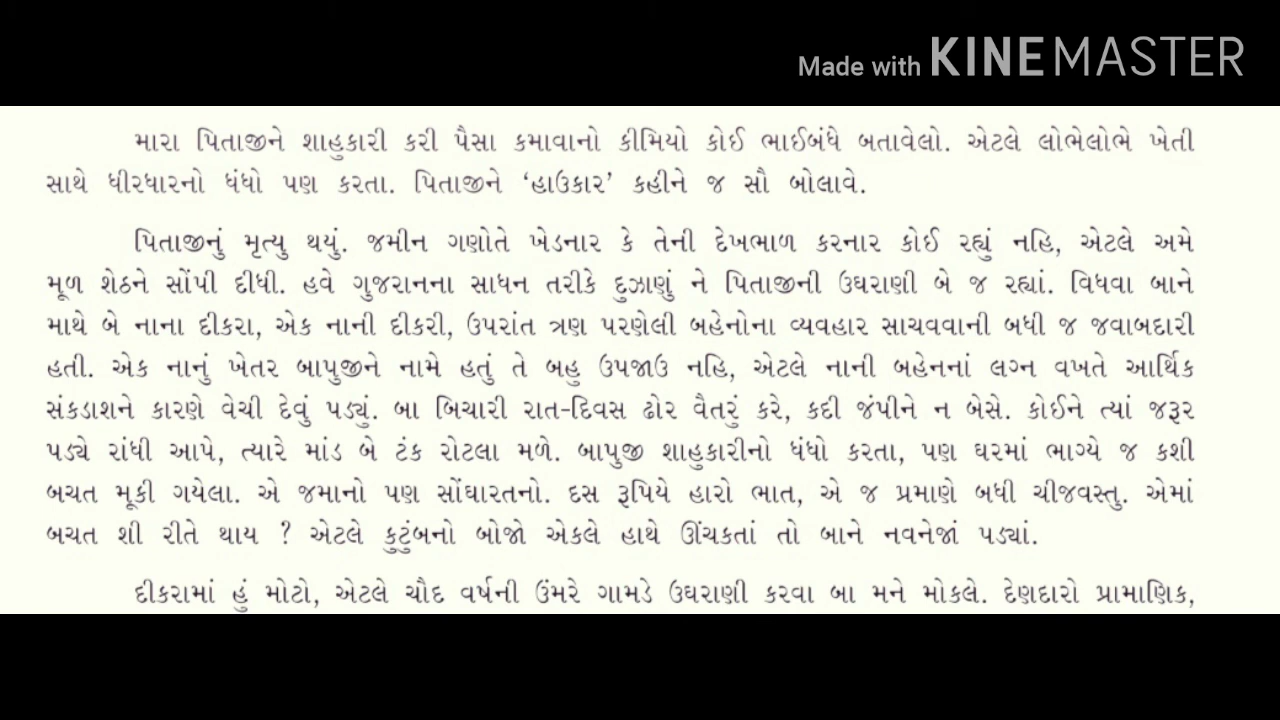 Made with KINEMASTER
મારા પિતાજીને શાહુકારી કરી પૈસા કમાવાનો કીમિયો કોઈ ભાઈબંધે બતાવેલો. એટલે લોભેલોભે ખેતી
સાથે ધીરધારનો ધંધો પણ કરતા. પિતાજીને ‘હાઉકાર’ કહીને જ સૌ બોલાવે.
પિતાજીનું મૃત્યુ થયું. જમીન ગણોતે ખેડનાર કે તેની દેખભાળ કરનાર કોઈ રહ્યું નહિ, એટલે અમે
મૂળ શેઠને સોંપી દીધી. હવે ગુજરાનના સાધન તરીકે દુઝાણું ને પિતાજીની ઉઘરાણી બે જ રહ્યાં. વિધવા બાને
માથે બે નાના દીકરા, એક નાની દીકરી, ઉપરાંત ત્રણ પરણેલી બહેનોના વ્યવહાર સાચવવાની બધી જ જવાબદારી
હતી. એક નાનું ખેતર બાપુજીને નામે હતું તે બહુ ઉપજાઉ નહિ, એટલે નાની બહેનનાં લગ્ન વખતે આર્થિક
સંકડાશને કારણે વેચી દેવું પડ્યું. બા બિચારી રાત-દિવસ ઢોર વૈતરું કરે, કદી જંપીને ન બેસે. કોઈને ત્યાં જરૂર
પડ્યે રાંધી આપે, ત્યારે માંડ બે ટંક રોટલા મળે. બાપુજી શાહુકારીનો ધંધો કરતા, પણ ઘરમાં ભાગ્યે જ કશી
બચત મૂકી ગયેલા. એ જમાનો પણ સોંઘારતનો. દસ રૂપિયે હારો ભાત, એ જ પ્રમાણે બધી ચીજવસ્તુ. એમાં
બચત શી રીતે થાય ? એટલે કુટુંબનો બોજો એકલે હાથે ઊંચકતાં તો બાને નવનેજાં પડ્યાં.
દીકરામાં હું મોટો, એટલે ચૌદ વર્ષની ઉંમરે ગામડે ઉઘરાણી કરવા બા મને મોકલે. દેણદારો પ્રામાણિક,